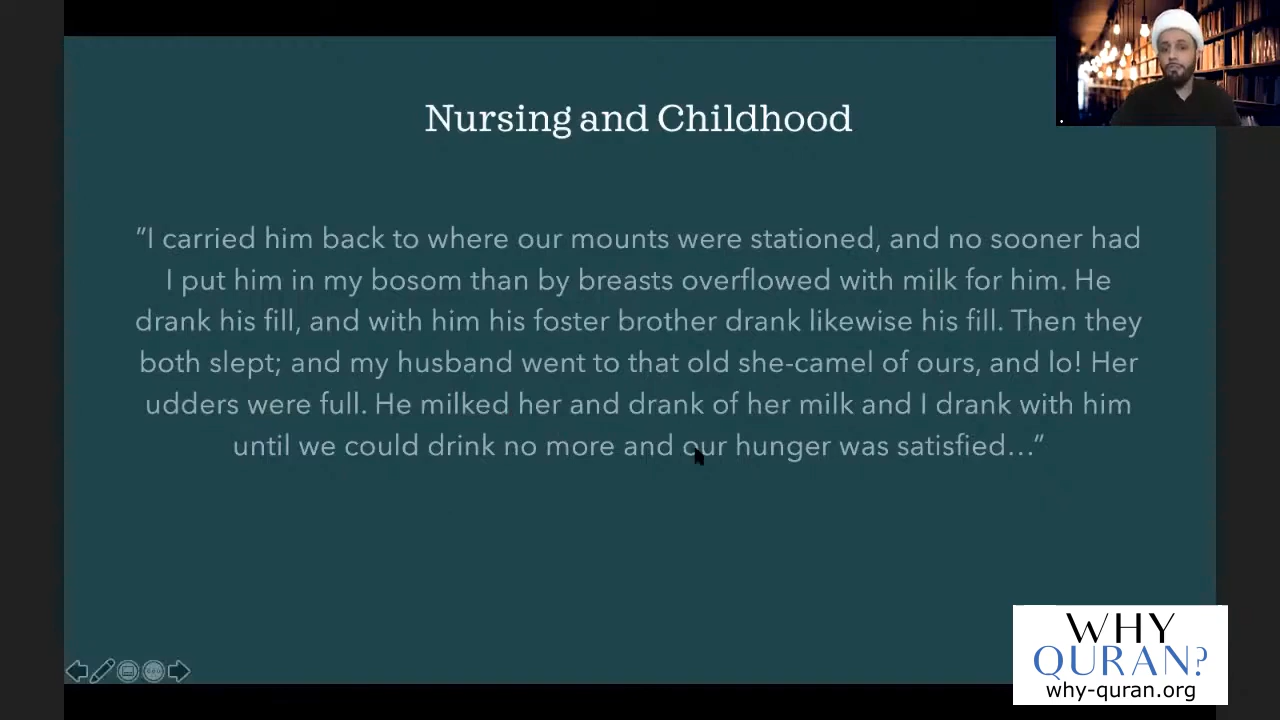 Nursing and Childhood
"I carried him back to where our mounts were stationed, and no sooner had
I put him in my bosom than by breasts overflowed with milk for him. He
drank his fill, and with him his foster brother drank likewise his fill. Then they
both slept; and my husband went to that old she-camel of ours, and lo! Her
udders were full. He milked her and drank of her milk and I drank with him
until we could drink no more and our hunger was satisfied…"
WHY
QURAN?
why-quran.org